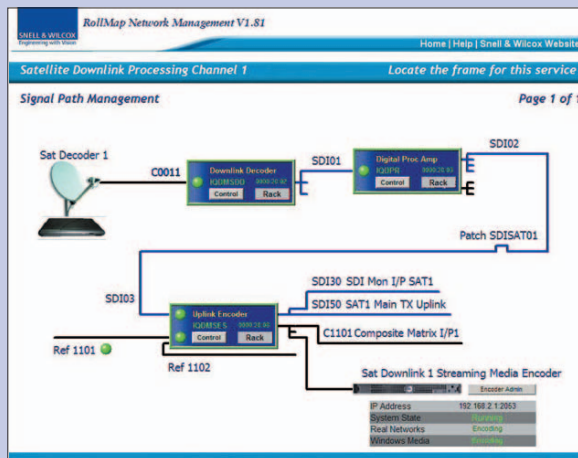 SNELL & WILCOX
Engineering with Vision
RollMap Network Management V1.81
Home | Help | Snell & Wilcox Website
Satellite Downlink Processing Channel 1
Locate the frame for this service
Signal Path Management
Page 1 of 1
Sat Decoder 1
C0011
Downlink Decoder
IQDMSDD
Control
Rack
SDI01
Digital Proc Amp
Control
Rack
SDI02
Patch SDISAT01
SDI03
Uplink Encoder
IQDMSES
Control
Rack
SDI30 SDI Mon I/P SAT1
SDI50 SAT1 Main TX Uplink
C1101 Composite Matrix I/P1
Ref 1101
Ref 1102
Sat Downlink 1 Streaming Media Encoder
Encoder Admin
IP Address 192.168.2.1:2053
System State Running
Real Networks Encoding
Windows Media Encoding